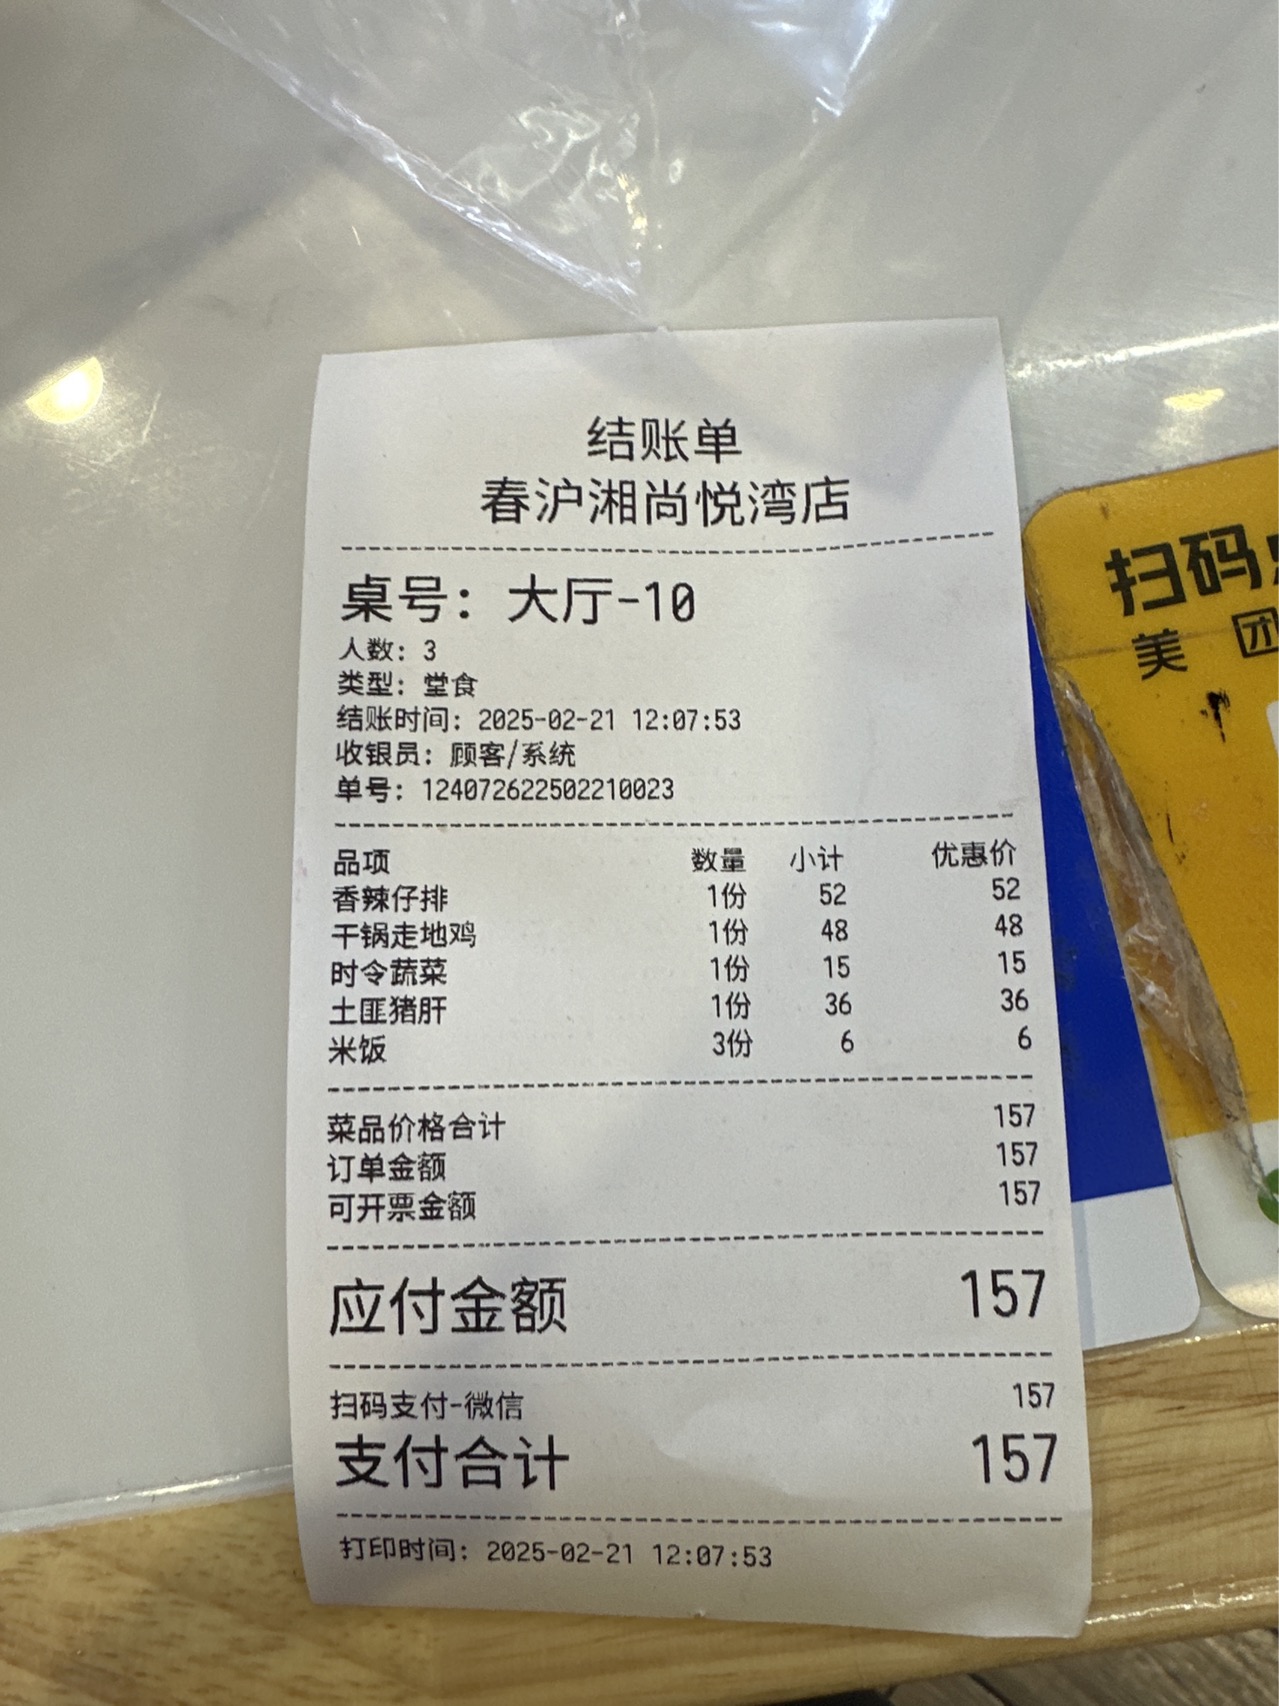 结账单
春沪湘尚悦湾店
桌号：大厅-10
人数：3
类型：堂食
结账时间：2025-02-21 12:07:53
收银员：顾客/系统
单号：124072622502210023
品项 数量 小计 优惠价
香辣仔排 1份 52 52
干锅走地鸡 1份 48 48
时令蔬菜 1份 15 15
土匪猪肝 1份 36 36
米饭 3份 6 6
菜品价格合计 157
订单金额 157
可开票金额 157
应付金额 157
扫码支付-微信 157
支付合计 157
打印时间：2025-02-21 12:07:53
扫码
美团